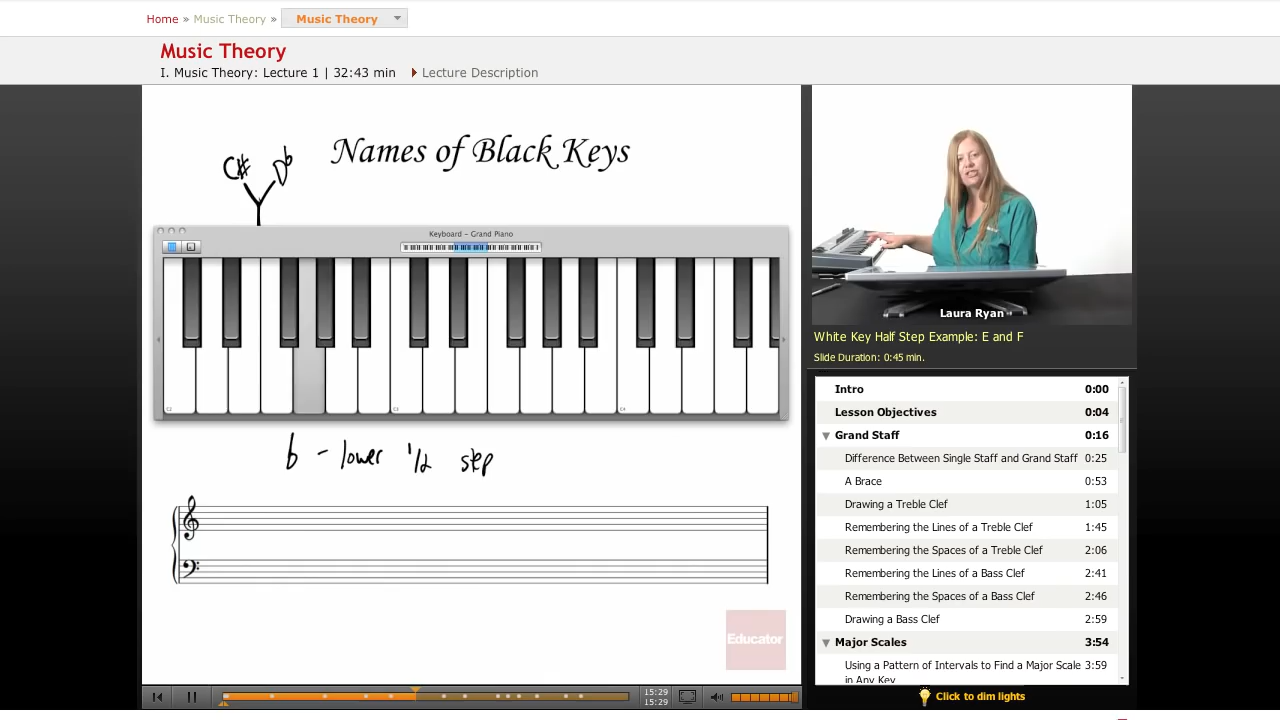 Home » Music Theory » Music Theory
Music Theory
I. Music Theory: Lecture 1 | 32:43 min Lecture Description
Names of Black Keys
C# Db
Keyboard – Grand Piano
C2 C3 C4
b - lower 1/2 step
Educator
15:29
15:29
Laura Ryan
White Key Half Step Example: E and F
Slide Duration: 0:45 min.
Intro 0:00
Lesson Objectives 0:04
Grand Staff 0:16
Difference Between Single Staff and Grand Staff 0:25
A Brace 0:53
Drawing a Treble Clef 1:05
Remembering the Lines of a Treble Clef 1:45
Remembering the Spaces of a Treble Clef 2:06
Remembering the Lines of a Bass Clef 2:41
Remembering the Spaces of a Bass Clef 2:46
Drawing a Bass Clef 2:59
Major Scales 3:54
Using a Pattern of Intervals to Find a Major Scale 3:59
in Any Key
Click to dim lights